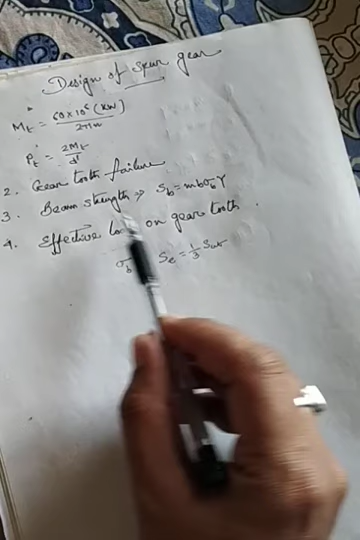 Design of spur gear
Mt = 60×10⁶ (KW) / 2πn
Pt = 2Mt / d'
2. Gear tooth failure
3. Beam strength ⇒ Sb = mbσbY
4. Effective on gear tooth.
σb Se = 1/3 Sut